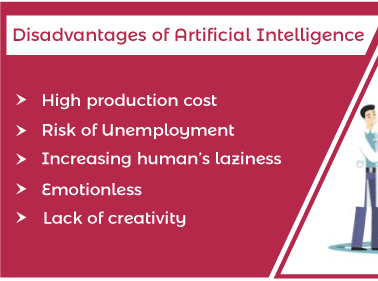 Disadvantages of Artificial Intelligence
High production cost
Risk of Unemployment
Increasing human's laziness
Emotionless
Lack of creativity